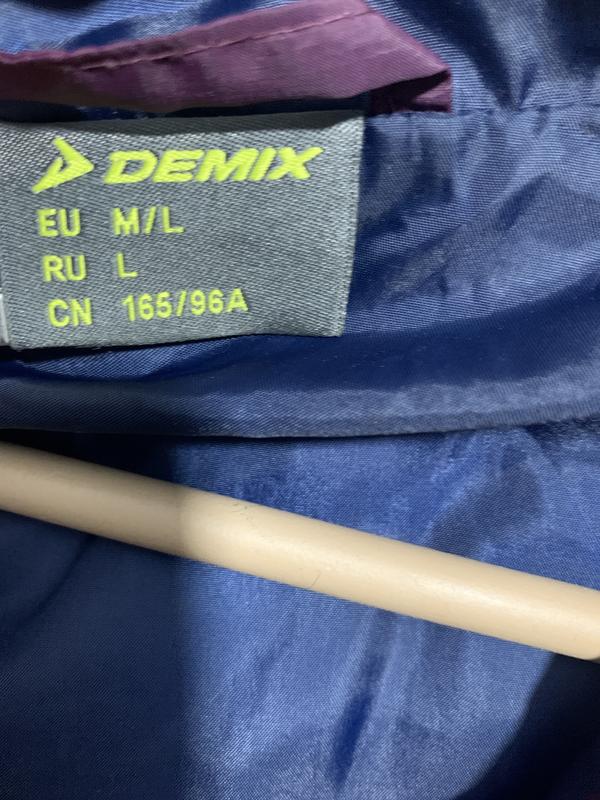 DEMIX
EU M/L
RU L
CN 165/96A